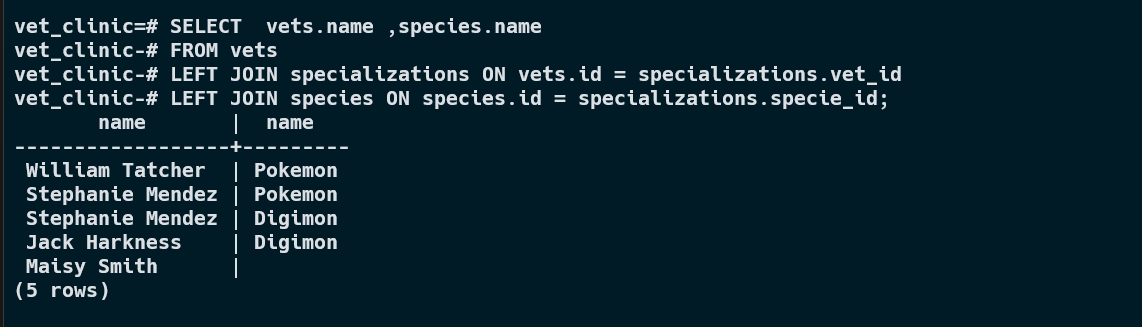 vet_clinic=# SELECT  vets.name ,species.name
vet_clinic-# FROM vets
vet_clinic-# LEFT JOIN specializations ON vets.id = specializations.vet_id
vet_clinic-# LEFT JOIN species ON species.id = specializations.specie_id;
       name       |  name
------------------+---------
 William Tatcher  | Pokemon
 Stephanie Mendez | Pokemon
 Stephanie Mendez | Digimon
 Jack Harkness    | Digimon
 Maisy Smith      |
(5 rows)